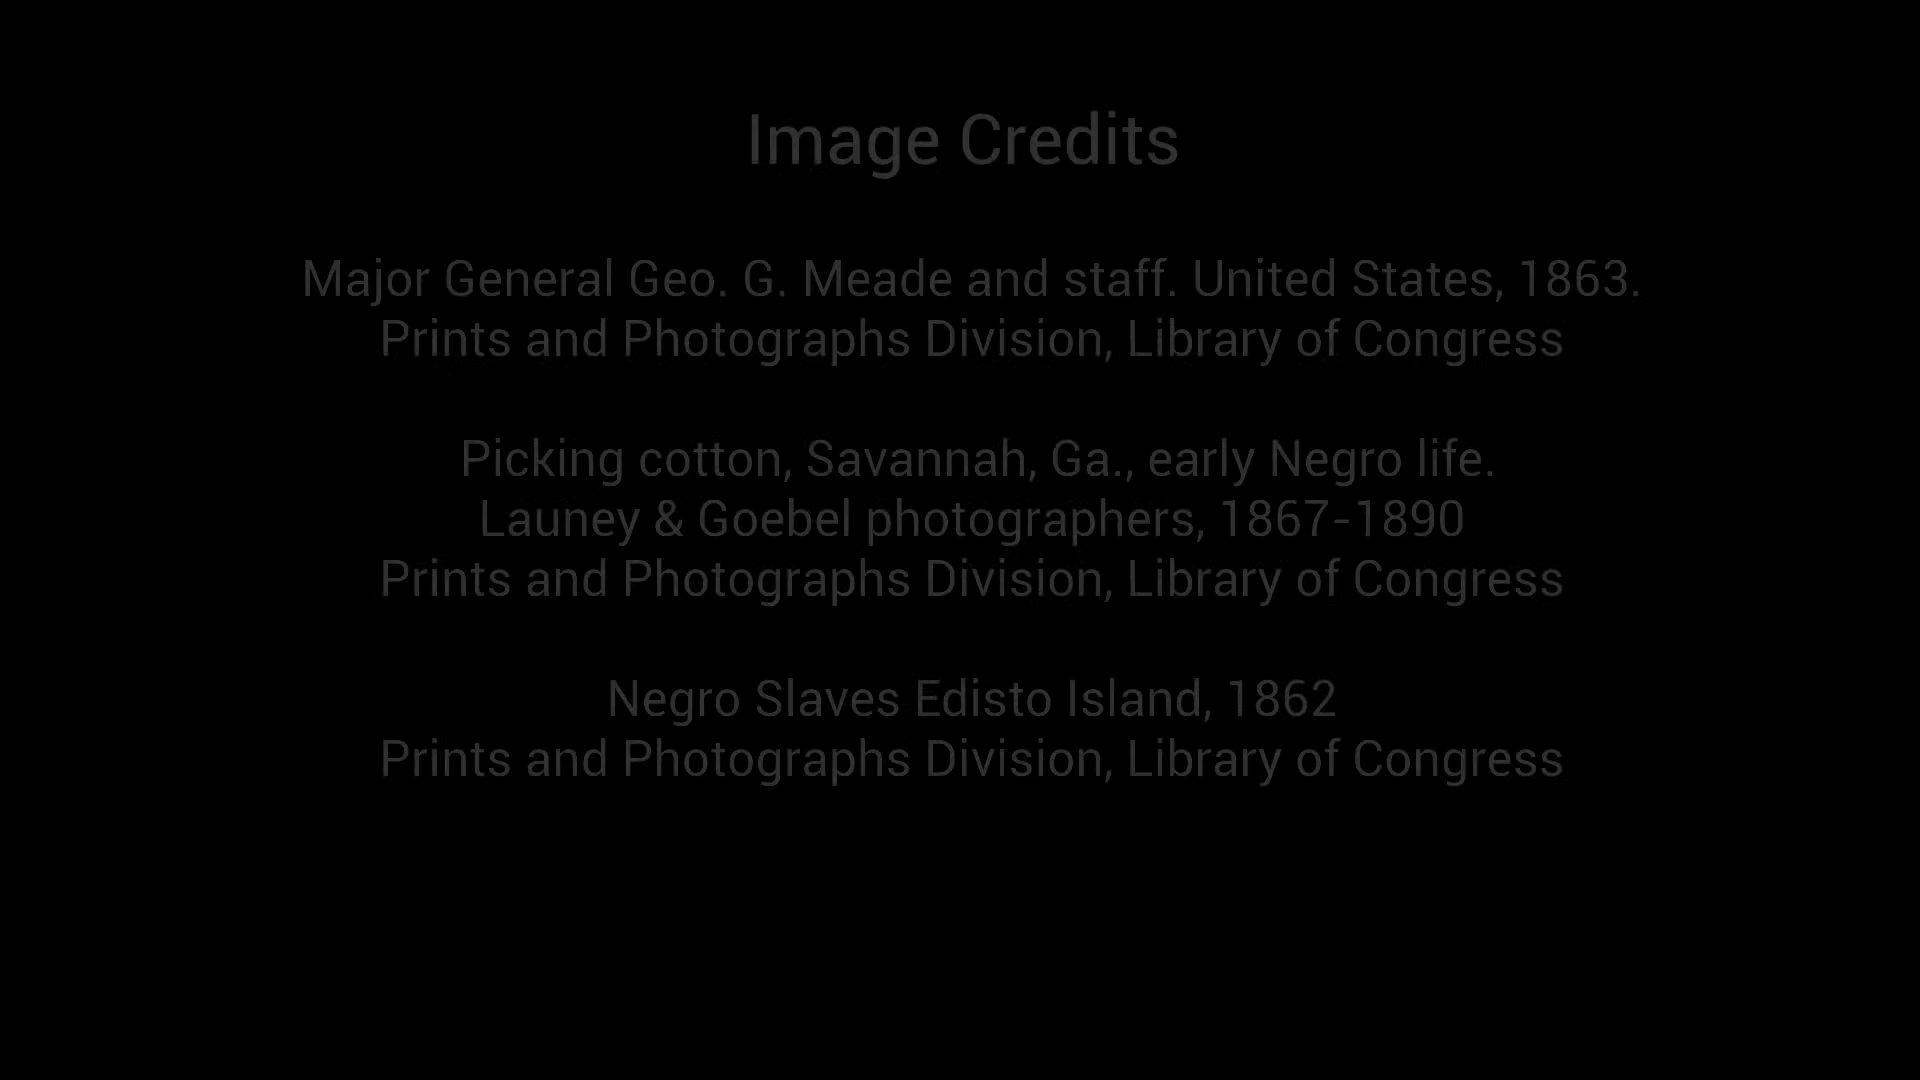 Image Credits
Major General Geo. G. Meade and staff. United States, 1863.
Prints and Photographs Division, Library of Congress
Picking cotton, Savannah, Ga., early Negro life.
Launey & Goebel photographers, 1867-1890
Prints and Photographs Division, Library of Congress
Negro Slaves Edisto Island, 1862
Prints and Photographs Division, Library of Congress